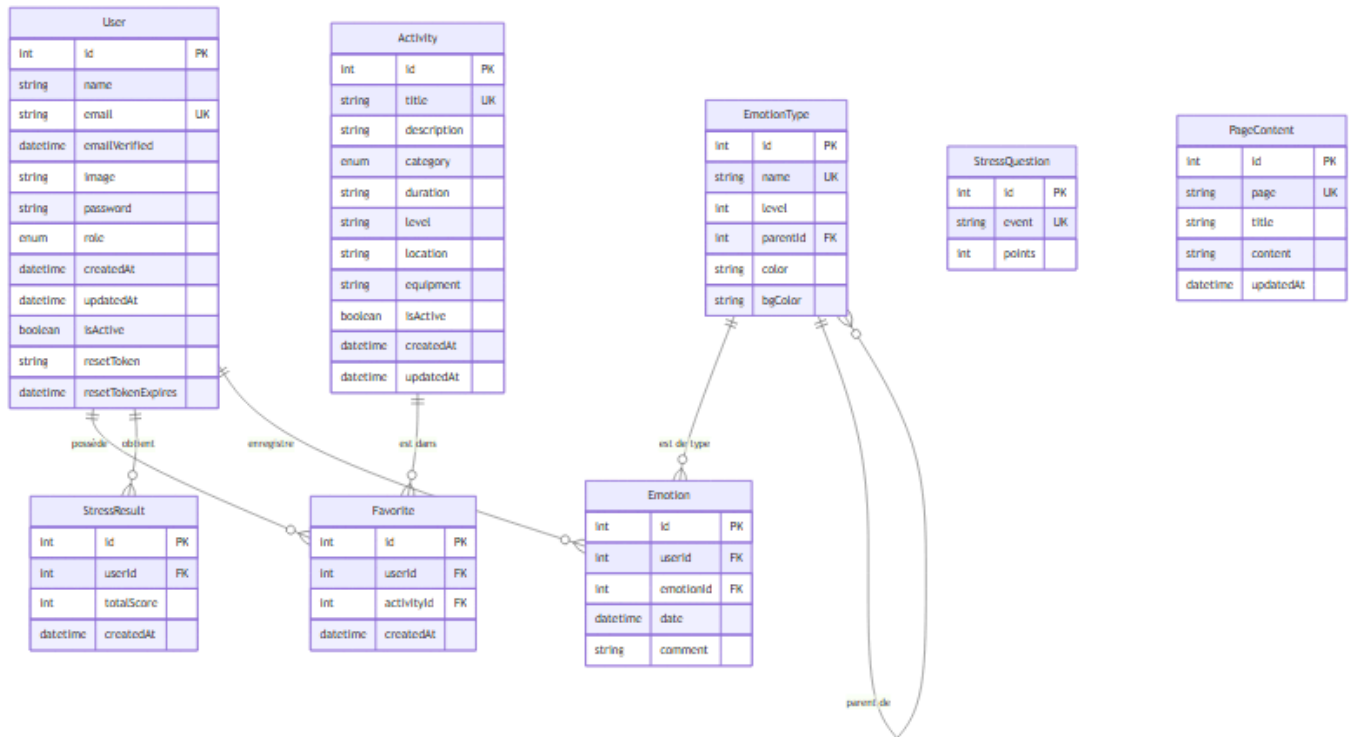 User
int id PK
string name
string email UK
datetime emailVerified
string image
string password
enum role
datetime createdAt
datetime updatedAt
boolean isActive
string resetToken
datetime resetTokenExpires
Activity
int id PK
string title UK
string description
enum category
string duration
string level
string location
string equipment
boolean isActive
datetime createdAt
datetime updatedAt
EmotionType
int id PK
string name UK
int level
int parentId FK
string color
string bgColor
StressQuestion
int id PK
string event UK
int points
PageContent
int id PK
string page UK
string title
string content
datetime updatedAt
possède
obtient
enregistre
est dans
est de type
StressResult
int id PK
int userId FK
int totalScore
datetime createdAt
Favorite
int id PK
int userId FK
int activityId FK
datetime createdAt
Emotion
int id PK
int userId FK
int emotionId FK
datetime date
string comment
parent de